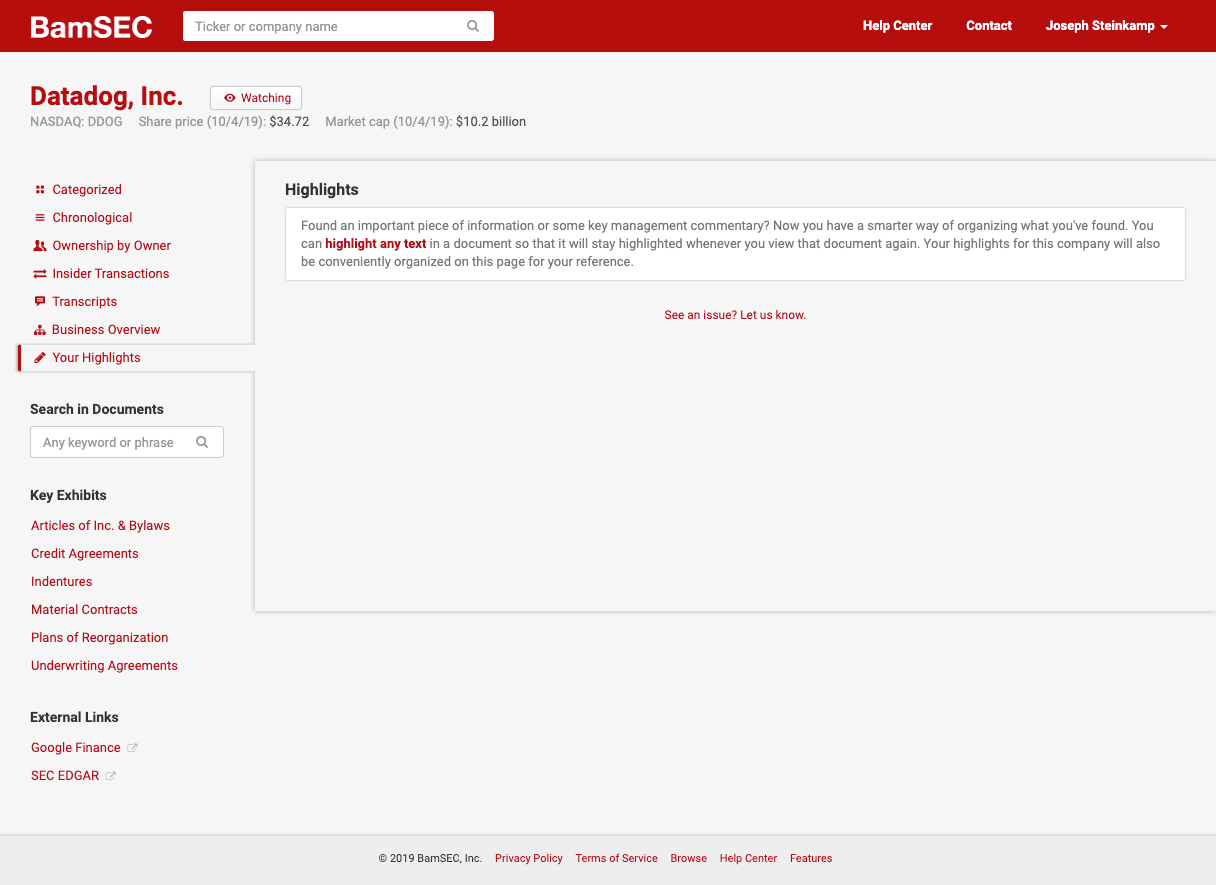 BamSEC
Ticker or company name
Help Center
Contact
Joseph Steinkamp
Datadog, Inc.
Watching
NASDAQ: DDOG Share price (10/4/19): $34.72 Market cap (10/4/19): $10.2 billion
Categorized
Chronological
Ownership by Owner
Insider Transactions
Transcripts
Business Overview
Your Highlights
Search in Documents
Any keyword or phrase
Key Exhibits
Articles of Inc. & Bylaws
Credit Agreements
Indentures
Material Contracts
Plans of Reorganization
Underwriting Agreements
External Links
Google Finance
SEC EDGAR
Highlights
Found an important piece of information or some key management commentary? Now you have a smarter way of organizing what you've found. You
can highlight any text in a document so that it will stay highlighted whenever you view that document again. Your highlights for this company will also
be conveniently organized on this page for your reference.
See an issue? Let us know.
© 2019 BamSEC, Inc. Privacy Policy Terms of Service Browse Help Center Features